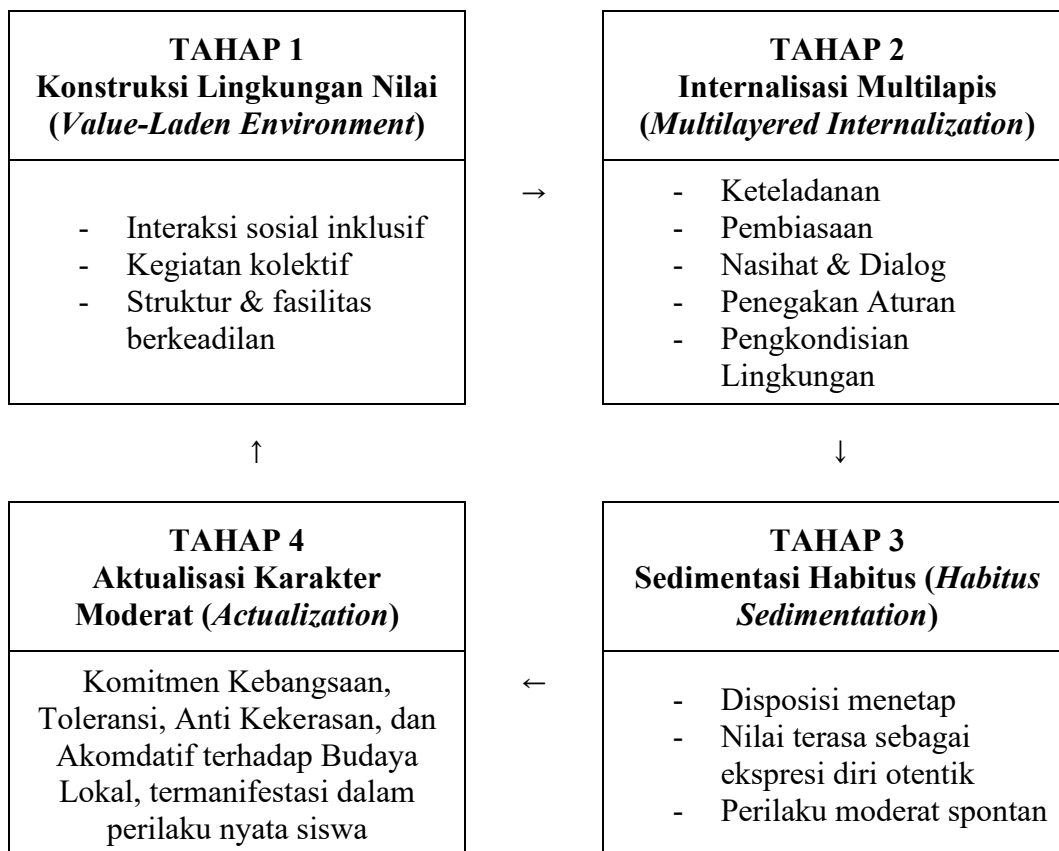 TAHAP 1
Konstruksi Lingkungan Nilai
(Value-Laden Environment)
- Interaksi sosial inklusif
- Kegiatan kolektif
- Struktur & fasilitas
berkeadilan
→
TAHAP 2
Internalisasi Multilapis
(Multilayered Internalization)
- Keteladanan
- Pembiasaan
- Nasihat & Dialog
- Penegakan Aturan
- Pengkondisian
Lingkungan
↑
↓
TAHAP 4
Aktualisasi Karakter
Moderat (Actualization)
Komitmen Kebangsaan,
Toleransi, Anti Kekerasan, dan
Akomdatif terhadap Budaya
Lokal, termanifestasi dalam
perilaku nyata siswa
←
TAHAP 3
Sedimentasi Habitus (Habitus
Sedimentation)
- Disposisi menetap
- Nilai terasa sebagai
ekspresi diri otentik
- Perilaku moderat spontan